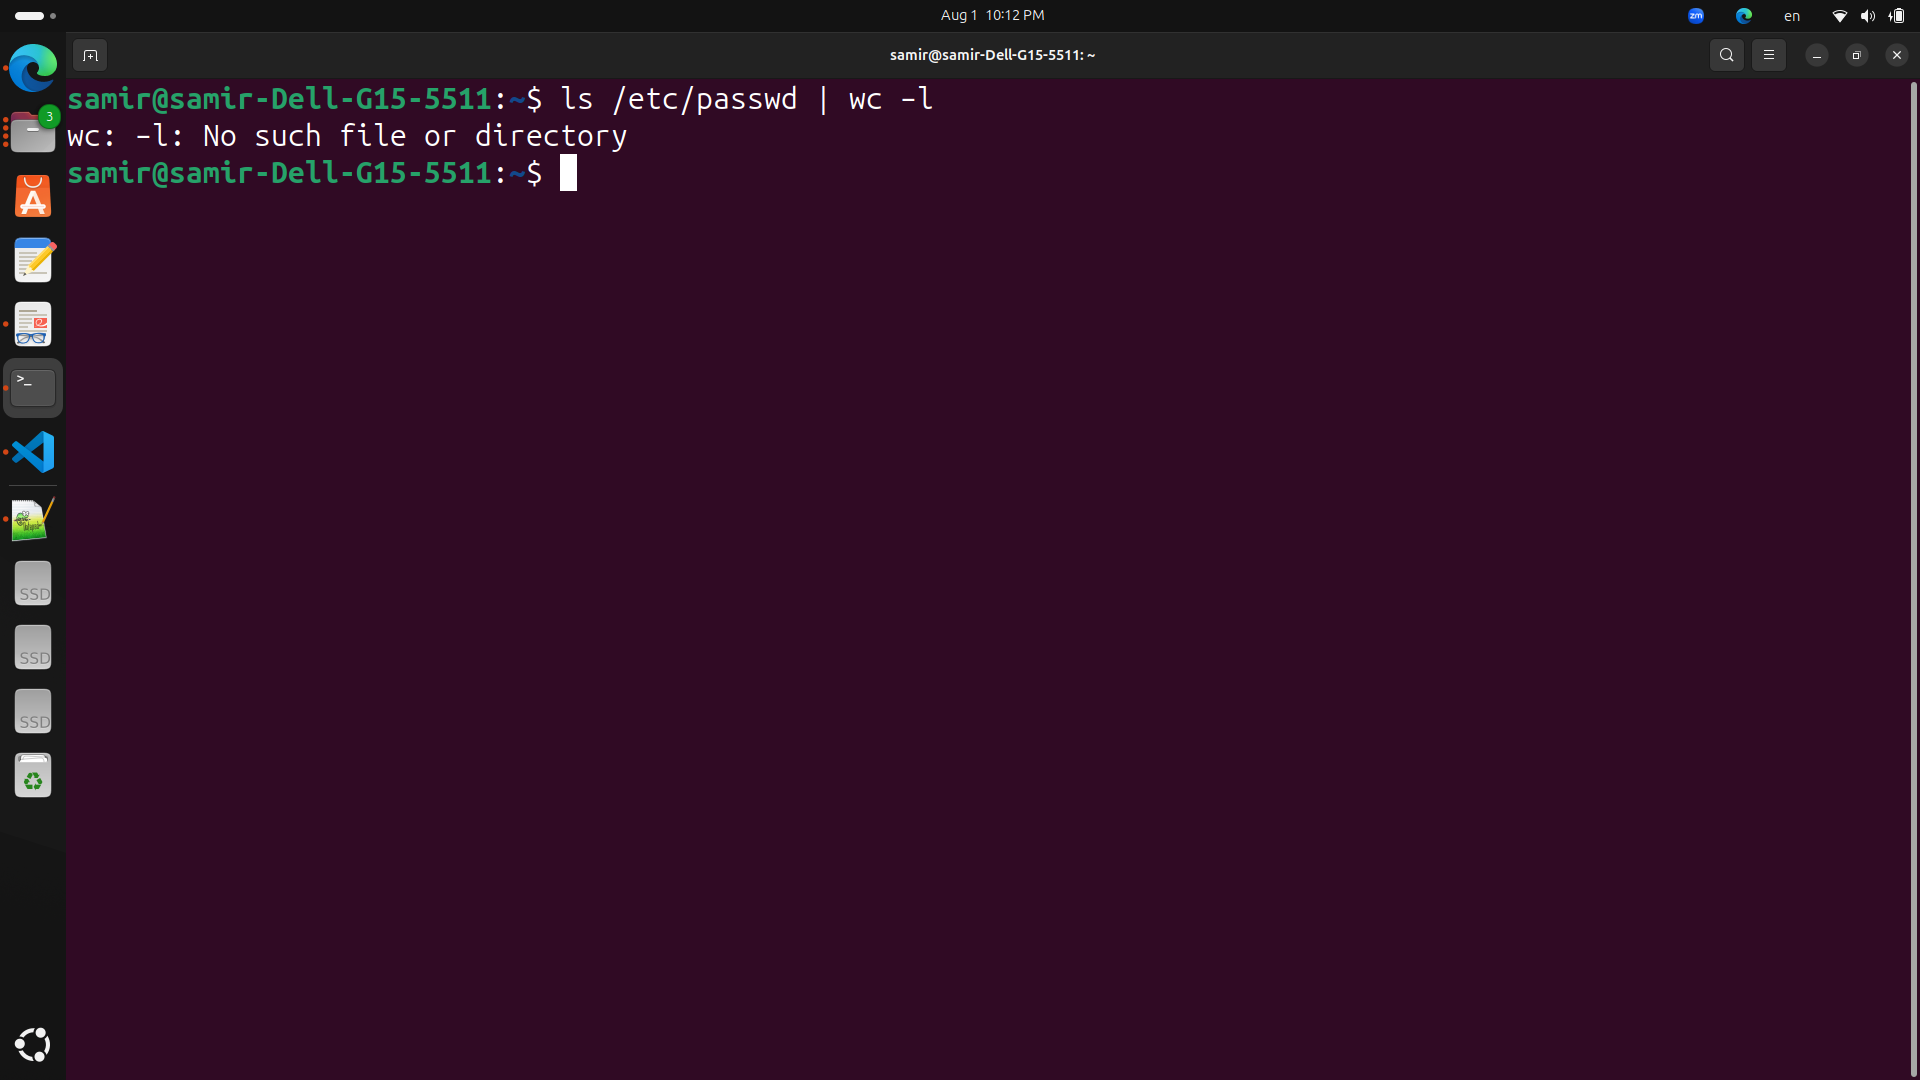 Aug 1 10:12 PM
zm
en
samir@samir-Dell-G15-5511: ~
3
samir@samir-Dell-G15-5511:~$ ls /etc/passwd | wc –l
wc: –l: No such file or directory
samir@samir-Dell-G15-5511:~$
>_
SSD
SSD
SSD